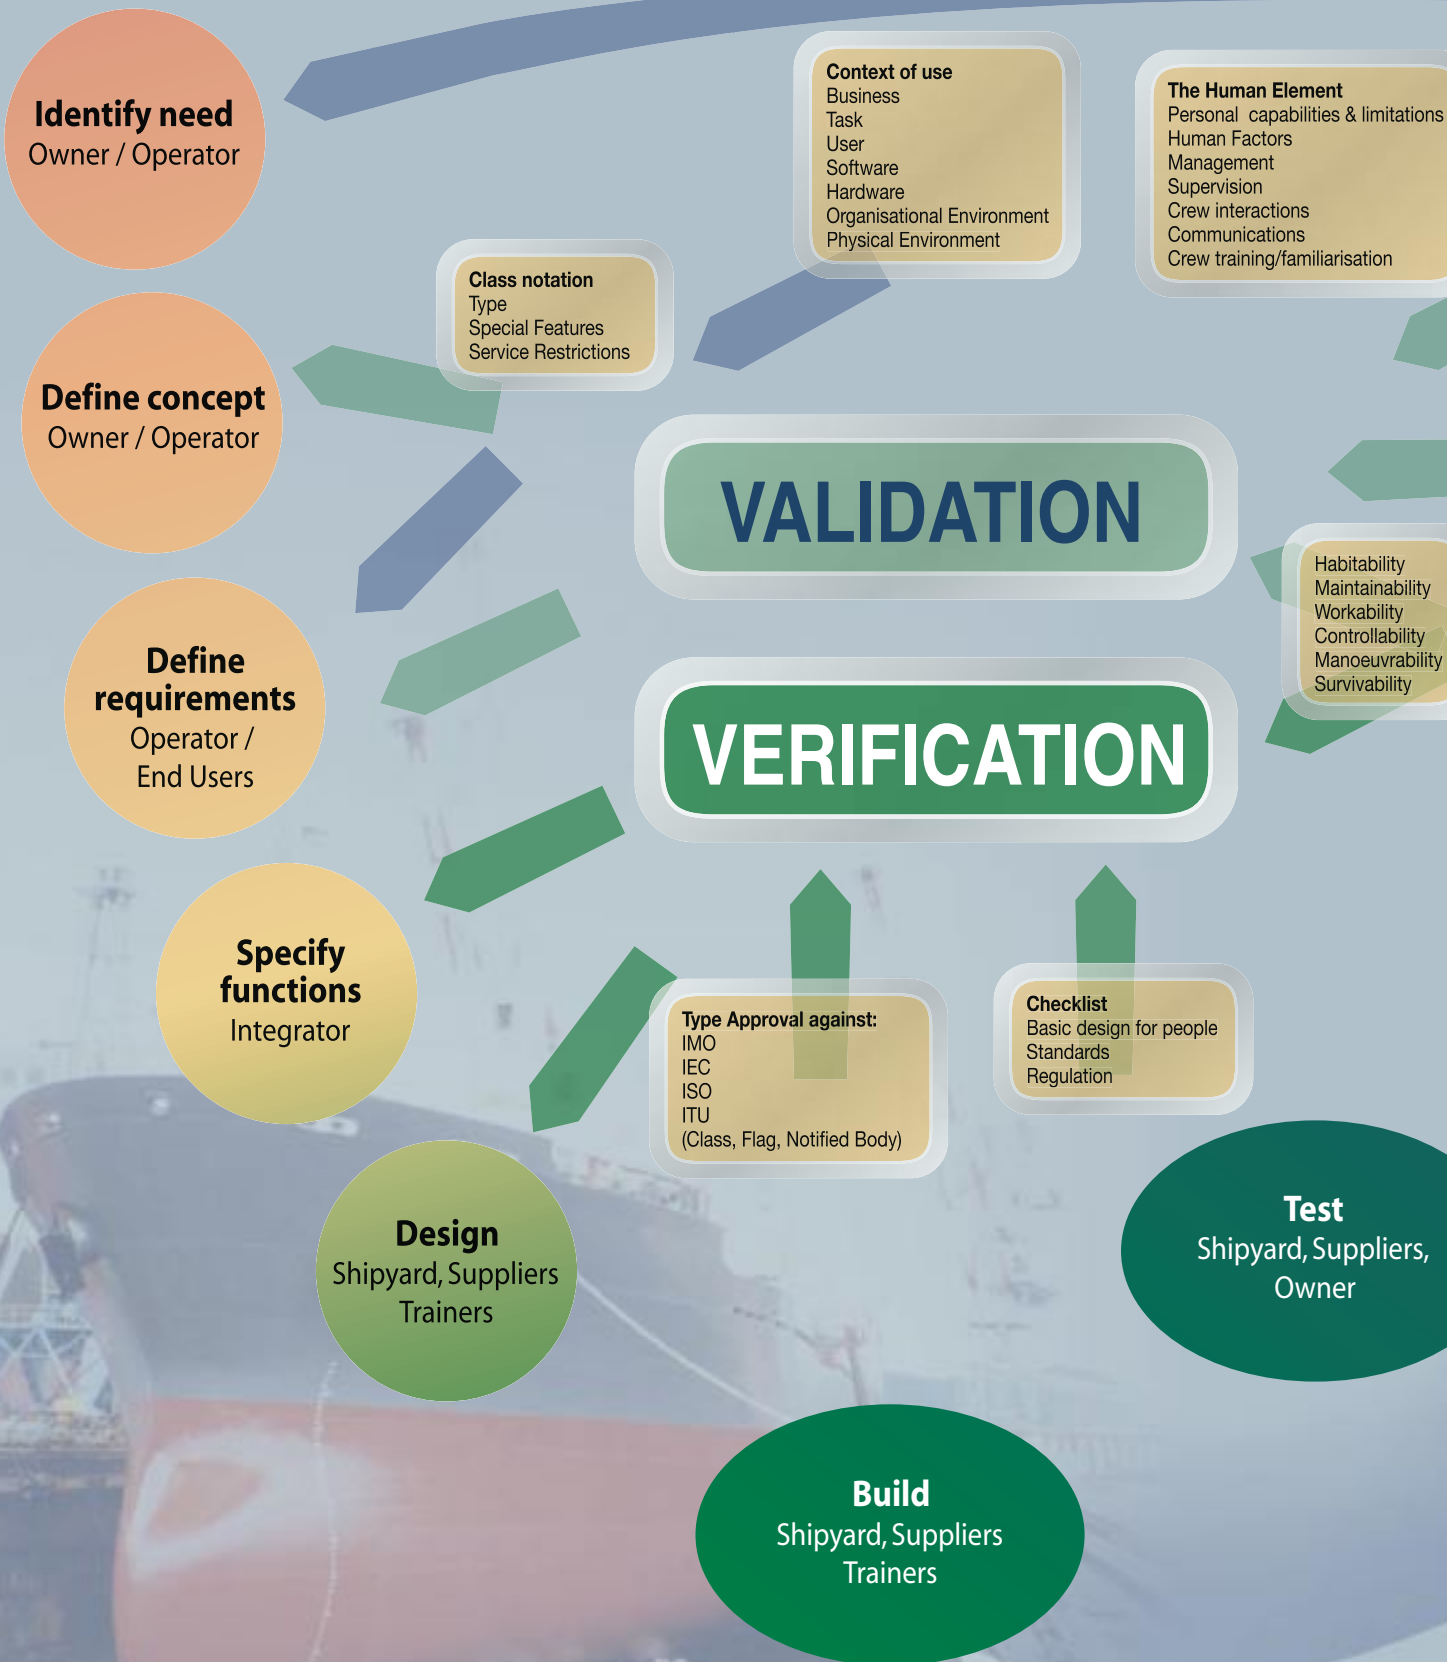 Identify need
Owner / Operator
Context of use
Business
Task
User
Software
Hardware
Organisational Environment
Physical Environment
The Human Element
Personal capabilities & limitations
Human Factors
Management
Supervision
Crew interactions
Communications
Crew training/familiarisation
Class notation
Type
Special Features
Service Restrictions
Define concept
Owner / Operator
VALIDATION
Habitability
Maintainability
Workability
Controllability
Manoeuvrability
Survivability
Define
requirements
Operator /
End Users
VERIFICATION
Specify
functions
Integrator
Type Approval against:
IMO
IEC
ISO
ITU
(Class, Flag, Notified Body)
Checklist
Basic design for people
Standards
Regulation
Design
Shipyard, Suppliers
Trainers
Test
Shipyard, Suppliers,
Owner
Build
Shipyard, Suppliers
Trainers